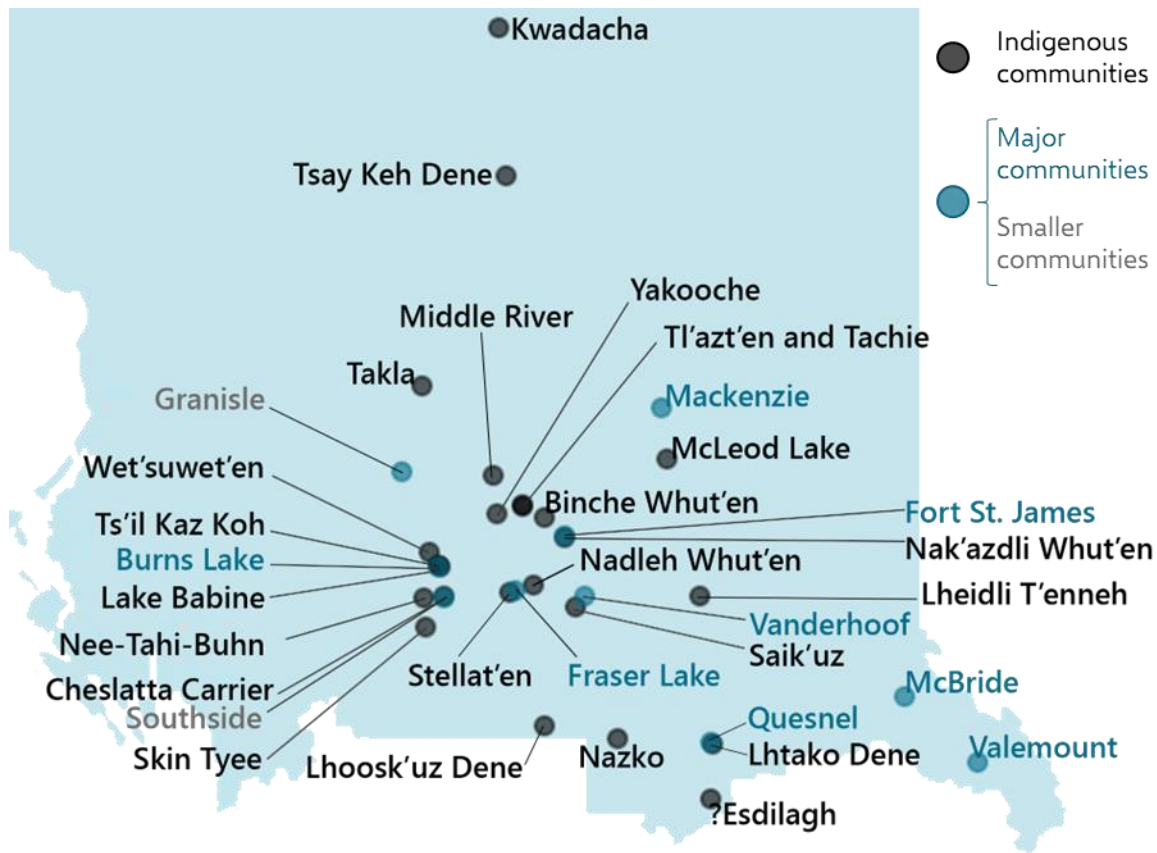 Kwadacha
Indigenous
communities
Major
communities
Smaller
communities
Tsay Keh Dene
Yakooche
Middle River
Tl'azt'en and Tachie
Takla
Granisle
Mackenzie
McLeod Lake
Wet'suwet'en
Binche Whut'en
Fort St. James
Ts'il Kaz Koh
Nak'azdli Whut'en
Burns Lake
Nadleh Whut'en
Lake Babine
Lheidli T'enneh
Vanderhoof
Nee-Tahi-Buhn
Saik'uz
Stellat'en
Fraser Lake
Cheslatta Carrier
McBride
Southside
Quesnel
Skin Tyee
Lhoosk'uz Dene
Nazko
Lhtako Dene
Valemount
?Esdilagh